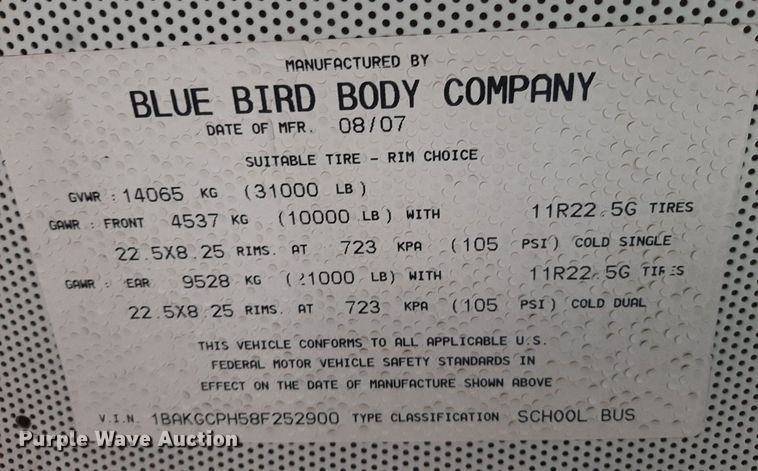 MANUFACTURED BY
BLUE BIRD BODY COMPANY
DATE OF MFR. 08/07
SUITABLE TIRE - RIM CHOICE
GVWR : 14065 KG (31000 LB)
GAWR : FRONT 4537 KG (10000 LB) WITH 11R22.5G TIRES
22.5X8.25 RIMS. AT 723 KPA (105 PSI) COLD SINGLE
GAWR : EAR 9528 KG (21000 LB) WITH 11R22.5G TIRES
22.5X8.25 RIMS. AT 723 KPA (105 PSI) COLD DUAL
THIS VEHICLE CONFORMS TO ALL APPLICABLE U.S.
FEDERAL MOTOR VEHICLE SAFETY STANDARDS IN
EFFECT ON THE DATE OF MANUFACTURE SHOWN ABOVE
V.I.N. 1BAKGCPH58F252900 TYPE CLASSIFICATION SCHOOL BUS
Purple Wave Auction